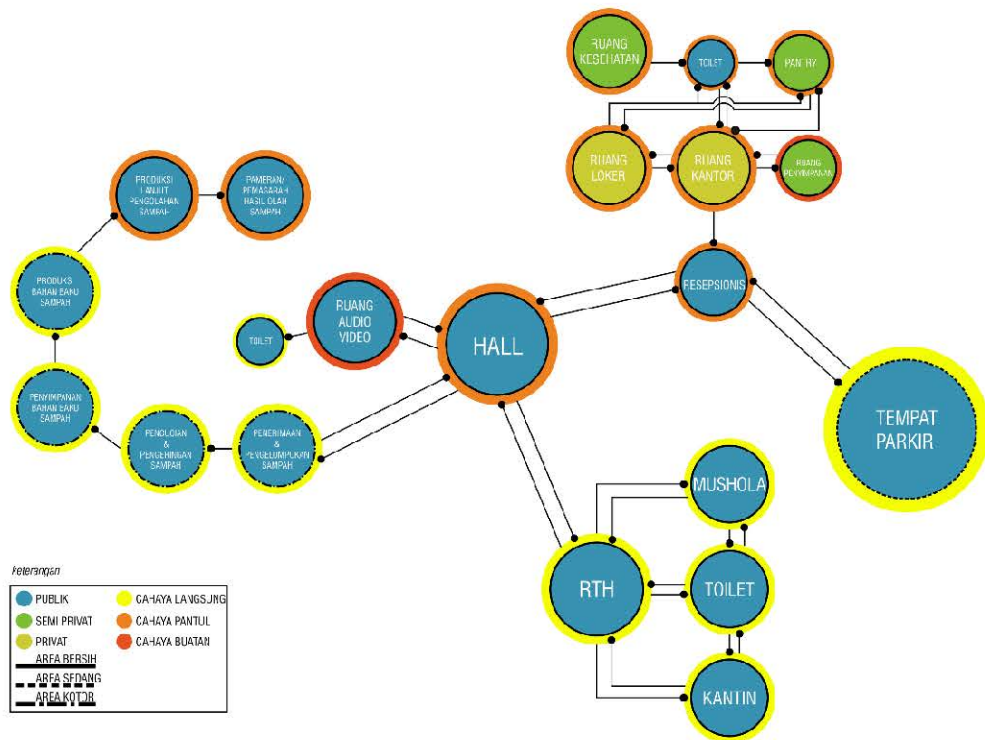 RUANG
KESEHATAN
TOILET
PANTRY
RUANG
LOKER
RUANG
KANTOR
RUANG
PENYIMPANAN
PRODUKSI
LANJUT
PENGOLAHAN
SAMPAH
PAMERAN/
PEMASARAN
HASIL OLAH
SAMPAH
PRODUKSI
BAHAN BAKU
SAMPAH
RUANG
AUDIO
VIDEO
TOILET
HALL
RESEPSIONIS
TEMPAT
PARKIR
PENYIMPANAN
BAHAN BAKU
SAMPAH
PENCUCIAN
&
PENGERINGAN
SAMPAH
PENERIMAAN
&
PENGELOMPOKAN
SAMPAH
MUSHOLA
RTH
TOILET
KANTIN
keterangan
PUBLIK
SEMI PRIVAT
PRIVAT
AREA BERSIH
AREA SEDANG
AREA KOTOR
CAHAYA LANGSUNG
CAHAYA PANTUL
CAHAYA BUATAN